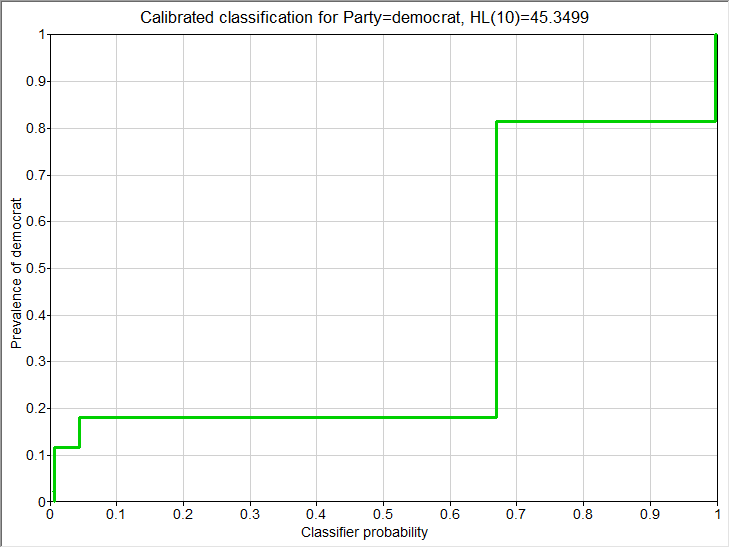 Calibrated classification for Party=democrat, HL(10)=45.3499
Prevalence of democrat
1
0.9
0.8
0.7
0.6
0.5
0.4
0.3
0.2
0.1
0
0 0.1 0.2 0.3 0.4 0.5 0.6 0.7 0.8 0.9 1
Classifier probability